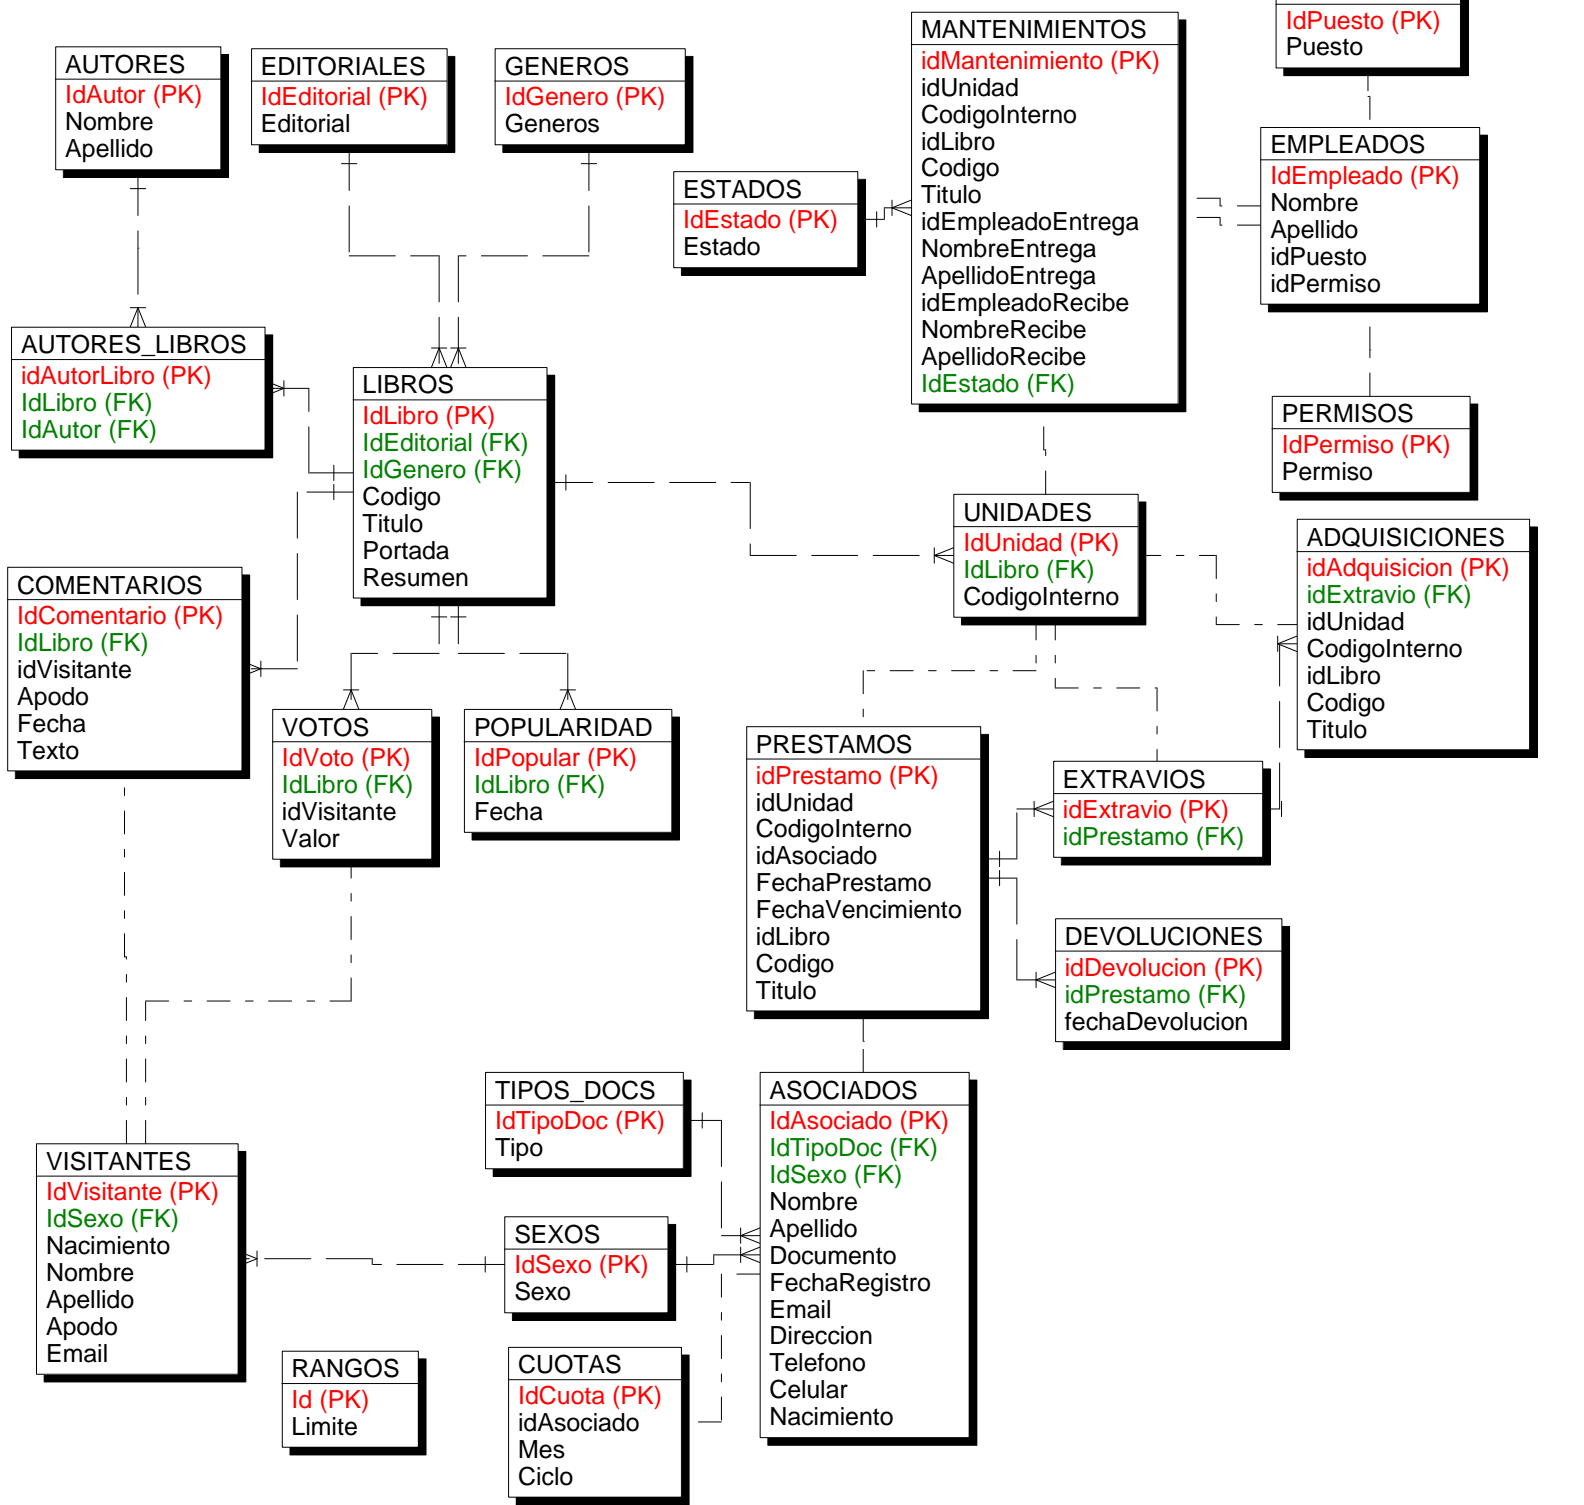 IdPuesto (PK)
Puesto
MANTENIMIENTOS
idMantenimiento (PK)
idUnidad
CodigoInterno
idLibro
Codigo
Titulo
idEmpleadoEntrega
NombreEntrega
ApellidoEntrega
idEmpleadoRecibe
NombreRecibe
ApellidoRecibe
IdEstado (FK)
AUTORES
IdAutor (PK)
Nombre
Apellido
EDITORIALES
IdEditorial (PK)
Editorial
GENEROS
IdGenero (PK)
Generos
EMPLEADOS
IdEmpleado (PK)
Nombre
Apellido
idPuesto
idPermiso
ESTADOS
IdEstado (PK)
Estado
AUTORES_LIBROS
idAutorLibro (PK)
IdLibro (FK)
IdAutor (FK)
LIBROS
IdLibro (PK)
IdEditorial (FK)
IdGenero (FK)
Codigo
Titulo
Portada
Resumen
PERMISOS
IdPermiso (PK)
Permiso
UNIDADES
IdUnidad (PK)
IdLibro (FK)
CodigoInterno
ADQUISICIONES
idAdquisicion (PK)
idExtravio (FK)
idUnidad
CodigoInterno
idLibro
Codigo
Titulo
COMENTARIOS
IdComentario (PK)
IdLibro (FK)
idVisitante
Apodo
Fecha
Texto
VOTOS
IdVoto (PK)
IdLibro (FK)
idVisitante
Valor
POPULARIDAD
IdPopular (PK)
IdLibro (FK)
Fecha
PRESTAMOS
idPrestamo (PK)
idUnidad
CodigoInterno
idAsociado
FechaPrestamo
FechaVencimiento
idLibro
Codigo
Titulo
EXTRAVIOS
idExtravio (PK)
idPrestamo (FK)
DEVOLUCIONES
idDevolucion (PK)
idPrestamo (FK)
fechaDevolucion
TIPOS_DOCS
IdTipoDoc (PK)
Tipo
ASOCIADOS
IdAsociado (PK)
IdTipoDoc (FK)
IdSexo (FK)
Nombre
Apellido
Documento
FechaRegistro
Email
Direccion
Telefono
Celular
Nacimiento
VISITANTES
IdVisitante (PK)
IdSexo (FK)
Nacimiento
Nombre
Apellido
Apodo
Email
SEXOS
IdSexo (PK)
Sexo
RANGOS
Id (PK)
Limite
CUOTAS
IdCuota (PK)
idAsociado
Mes
Ciclo